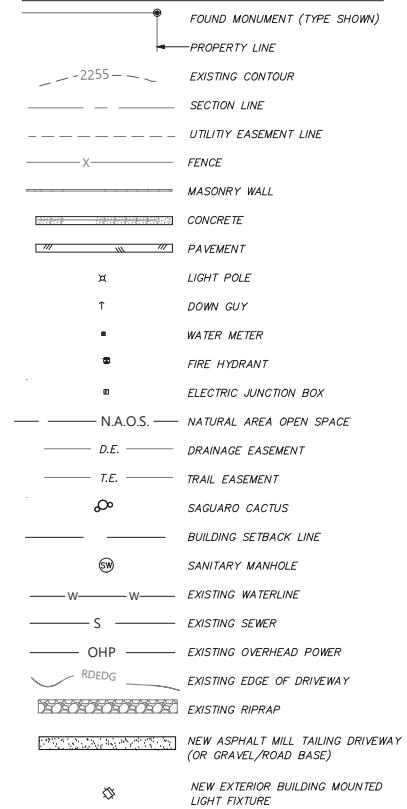 FOUND MONUMENT (TYPE SHOWN)
PROPERTY LINE
2255 EXISTING CONTOUR
SECTION LINE
UTILITIY EASEMENT LINE
X FENCE
MASONRY WALL
CONCRETE
PAVEMENT
LIGHT POLE
DOWN GUY
WATER METER
FIRE HYDRANT
E ELECTRIC JUNCTION BOX
N.A.O.S. NATURAL AREA OPEN SPACE
D.E. DRAINAGE EASEMENT
T.E. TRAIL EASEMENT
SAGUARO CACTUS
BUILDING SETBACK LINE
SW SANITARY MANHOLE
W W EXISTING WATERLINE
S EXISTING SEWER
OHP EXISTING OVERHEAD POWER
RDEDG EXISTING EDGE OF DRIVEWAY
EXISTING RIPRAP
NEW ASPHALT MILL TAILING DRIVEWAY
(OR GRAVEL/ROAD BASE)
NEW EXTERIOR BUILDING MOUNTED
LIGHT FIXTURE